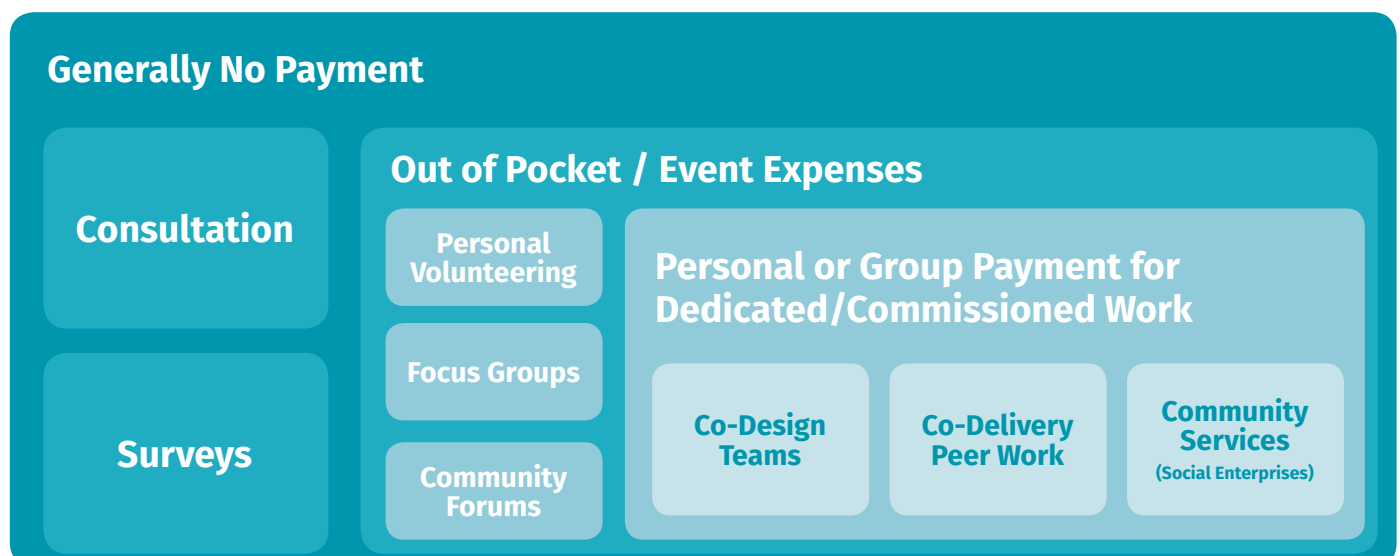 Generally No Payment
Consultation
Surveys
Out of Pocket / Event Expenses
Personal
Volunteering
Focus Groups
Community
Forums
Personal or Group Payment for
Dedicated/Commissioned Work
Co-Design
Teams
Co-Delivery
Peer Work
Community
Services
(Social Enterprises)